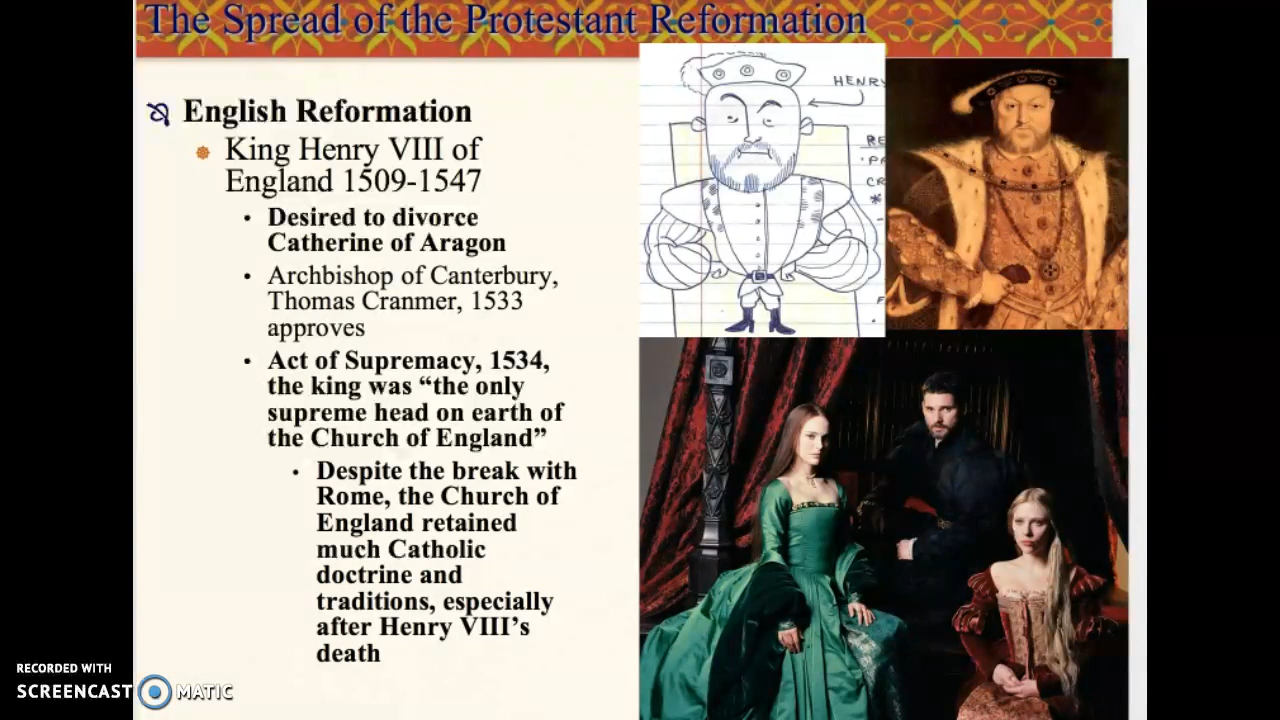 The Spread of the Protestant Reformation
English Reformation
King Henry VIII of
England 1509-1547
• Desired to divorce
Catherine of Aragon
• Archbishop of Canterbury,
Thomas Cranmer, 1533
approves
• Act of Supremacy, 1534,
the king was “the only
supreme head on earth of
the Church of England”
• Despite the break with
Rome, the Church of
England retained
much Catholic
doctrine and
traditions, especially
after Henry VIII’s
death
HENRY
RECORDED WITH
SCREENCAST MATIC